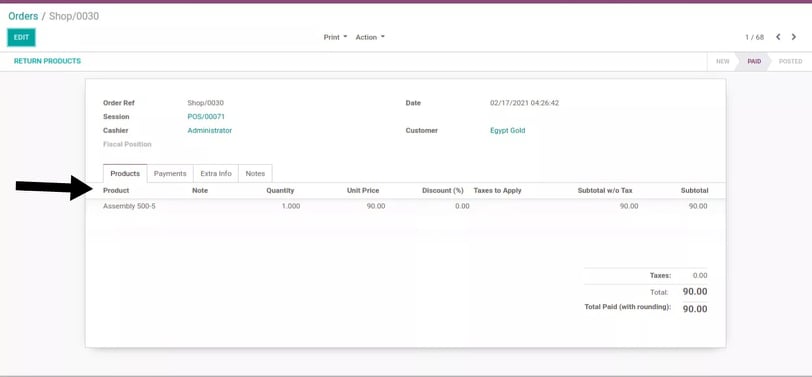 Orders / Shop/0030
EDIT
Print
Action
1 / 68
RETURN PRODUCTS
NEW
PAID
POSTED
Order Ref Shop/0030 Date 02/17/2021 04:26:42
Session POS/00071
Cashier Administrator Customer Egypt Gold
Fiscal Position
Products Payments Extra Info Notes
Product Note Quantity Unit Price Discount (%) Taxes to Apply Subtotal w/o Tax Subtotal
Assembly 500-5 1.000 90.00 0.00 90.00 90.00
Taxes: 0.00
Total: 90.00
Total Paid (with rounding): 90.00